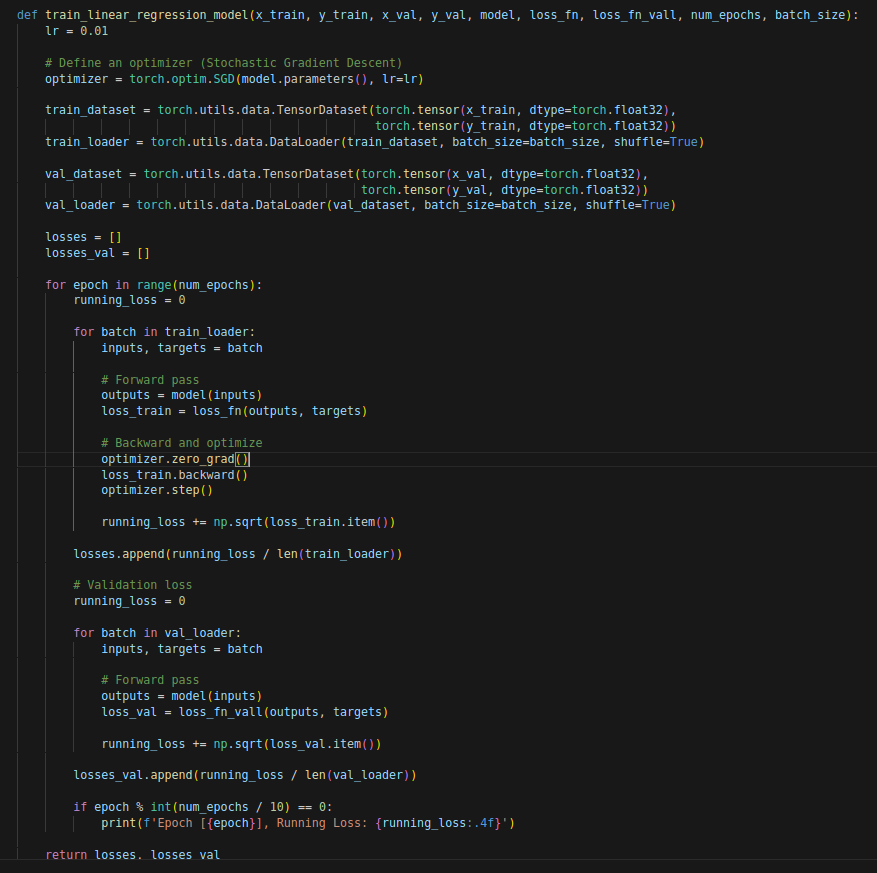 def train_linear_regression_model(x_train, y_train, x_val, y_val, model, loss_fn, loss_fn_vall, num_epochs, batch_size):
    lr = 0.01

    # Define an optimizer (Stochastic Gradient Descent)
    optimizer = torch.optim.SGD(model.parameters(), lr=lr)

    train_dataset = torch.utils.data.TensorDataset(torch.tensor(x_train, dtype=torch.float32),
                                                   torch.tensor(y_train, dtype=torch.float32))
    train_loader = torch.utils.data.DataLoader(train_dataset, batch_size=batch_size, shuffle=True)

    val_dataset = torch.utils.data.TensorDataset(torch.tensor(x_val, dtype=torch.float32),
                                                 torch.tensor(y_val, dtype=torch.float32))
    val_loader = torch.utils.data.DataLoader(val_dataset, batch_size=batch_size, shuffle=True)

    losses = []
    losses_val = []

    for epoch in range(num_epochs):
        running_loss = 0

        for batch in train_loader:
            inputs, targets = batch

            # Forward pass
            outputs = model(inputs)
            loss_train = loss_fn(outputs, targets)

            # Backward and optimize
            optimizer.zero_grad()
            loss_train.backward()
            optimizer.step()

            running_loss += np.sqrt(loss_train.item())

        losses.append(running_loss / len(train_loader))

        # Validation loss
        running_loss = 0

        for batch in val_loader:
            inputs, targets = batch

            # Forward pass
            outputs = model(inputs)
            loss_val = loss_fn_vall(outputs, targets)

            running_loss += np.sqrt(loss_val.item())

        losses_val.append(running_loss / len(val_loader))

        if epoch % int(num_epochs / 10) == 0:
            print(f'Epoch [{epoch}], Running Loss: {running_loss:.4f}')

    return losses, losses_val